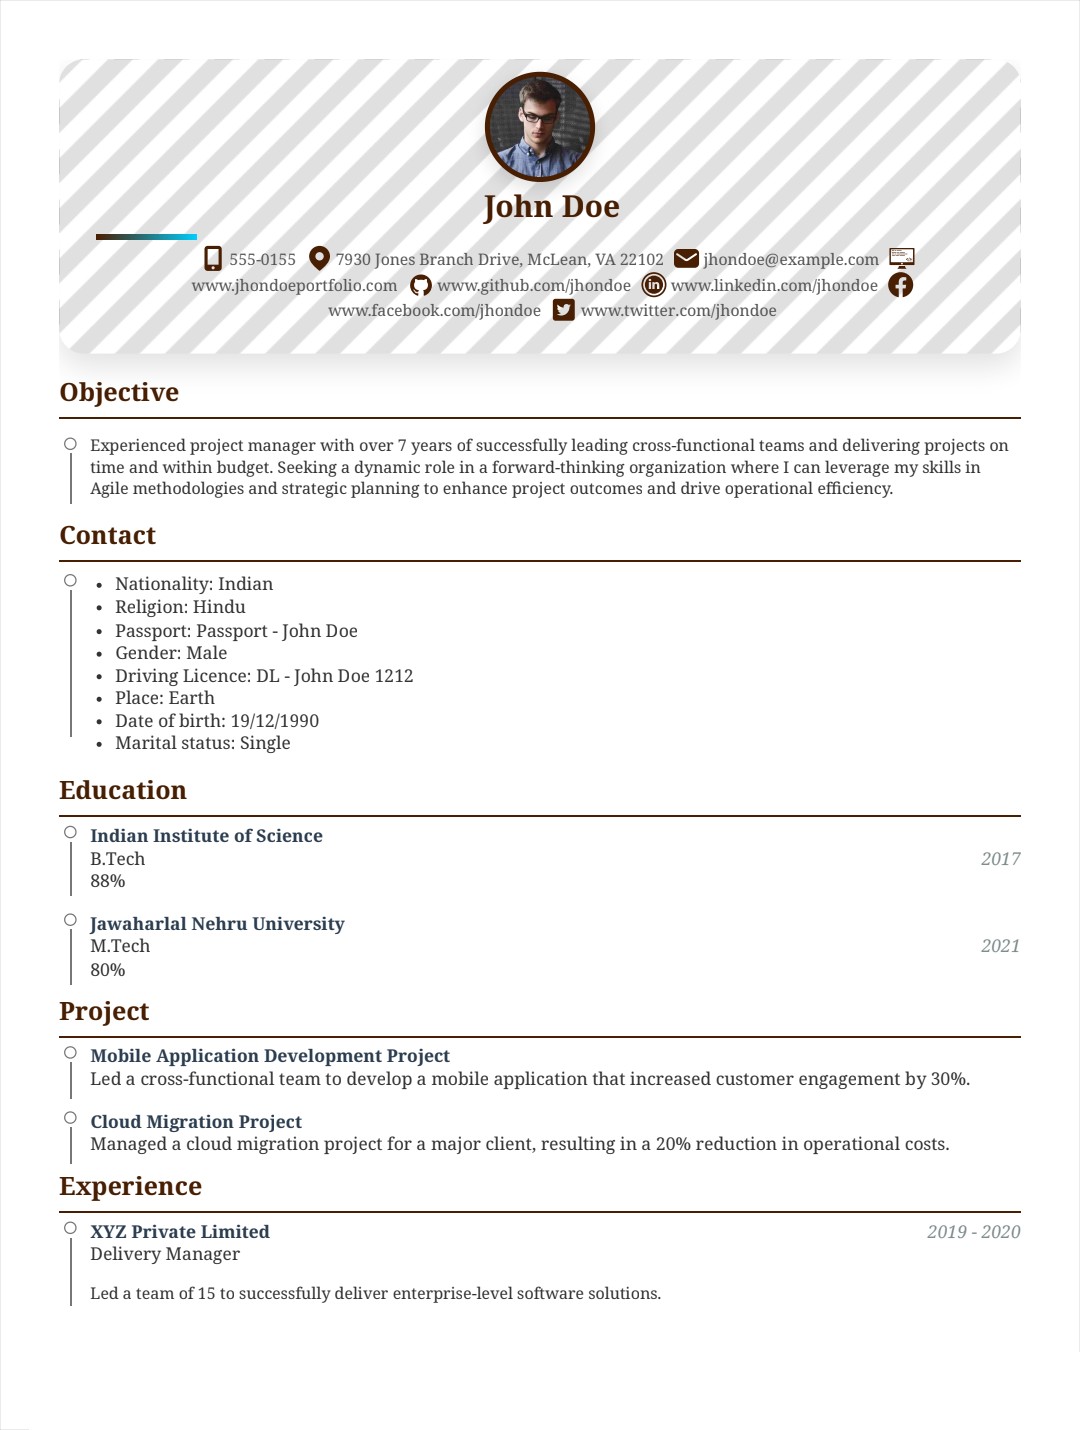 John Doe
555-0155 7930 Jones Branch Drive, McLean, VA 22102 jhondoe@example.com
www.jhondoeportfolio.com www.github.com/jhondoe www.linkedin.com/jhondoe
www.facebook.com/jhondoe www.twitter.com/jhondoe
Objective
Experienced project manager with over 7 years of successfully leading cross-functional teams and delivering projects on
time and within budget. Seeking a dynamic role in a forward-thinking organization where I can leverage my skills in
Agile methodologies and strategic planning to enhance project outcomes and drive operational efficiency.
Contact
• Nationality: Indian
• Religion: Hindu
• Passport: Passport - John Doe
• Gender: Male
• Driving Licence: DL - John Doe 1212
• Place: Earth
• Date of birth: 19/12/1990
• Marital status: Single
Education
Indian Institute of Science
B.Tech 2017
88%
Jawaharlal Nehru University
M.Tech 2021
80%
Project
Mobile Application Development Project
Led a cross-functional team to develop a mobile application that increased customer engagement by 30%.
Cloud Migration Project
Managed a cloud migration project for a major client, resulting in a 20% reduction in operational costs.
Experience
XYZ Private Limited 2019 - 2020
Delivery Manager
Led a team of 15 to successfully deliver enterprise-level software solutions.